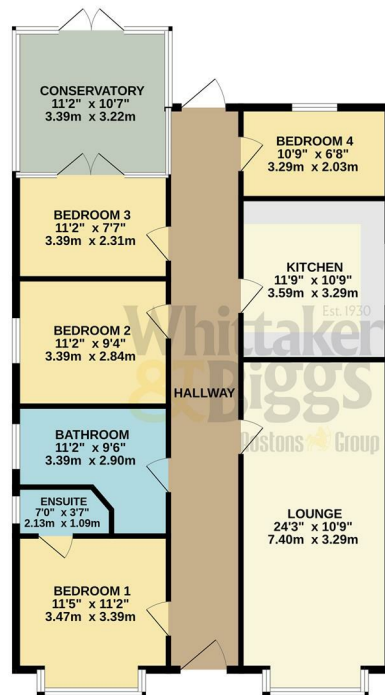 CONSERVATORY
11'2" x 10'7"
3.39m x 3.22m
BEDROOM 4
10'9" x 6'8"
3.29m x 2.03m
BEDROOM 3
11'2" x 7'7"
3.39m x 2.31m
KITCHEN
11'9" x 10'9"
3.59m x 3.29m
Est. 1930
BEDROOM 2
11'2" x 9'4"
3.39m x 2.84m
Whittaker
& Biggs
HALLWAY
BATHROOM
11'2" x 9'6"
3.39m x 2.90m
Bostons Group
ENSUITE
7'0" x 3'7"
2.13m x 1.09m
LOUNGE
24'3" x 10'9"
7.40m x 3.29m
BEDROOM 1
11'5" x 11'2"
3.47m x 3.39m